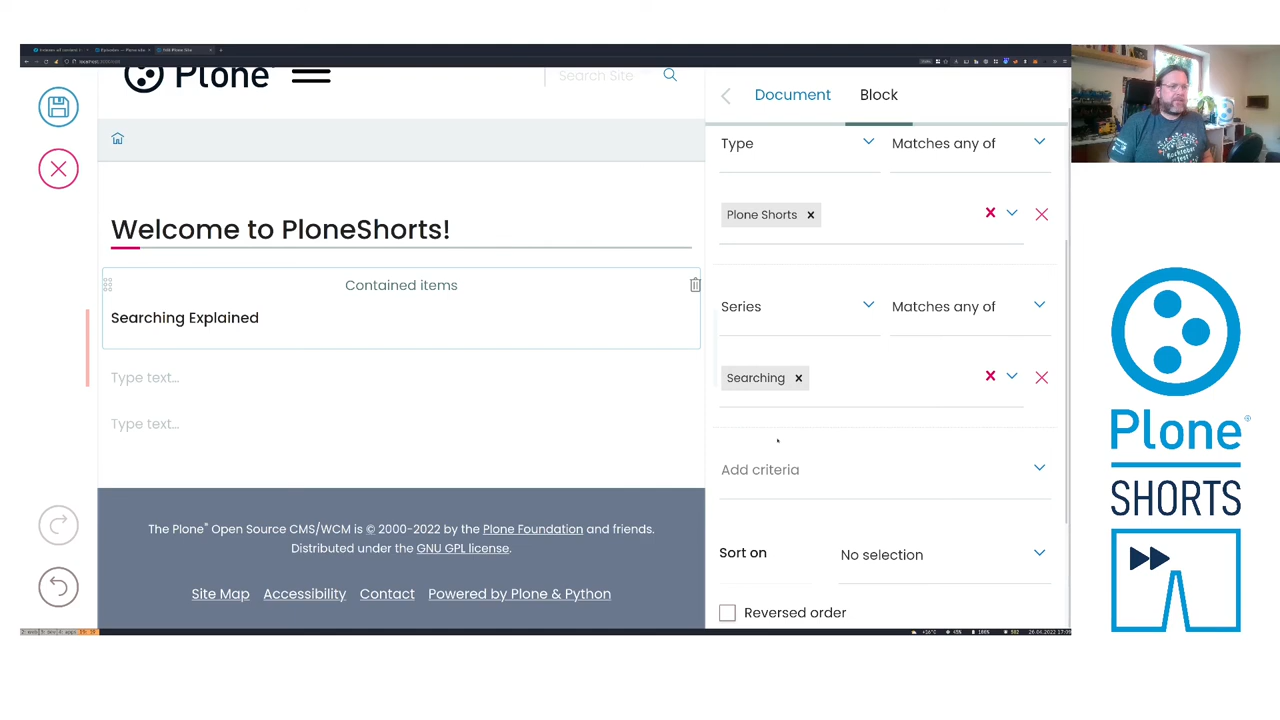 Plone
Search Site
Document
Block
Type
Matches any of
Plone Shorts x
Welcome to PloneShorts!
Contained items
Searching Explained
Type text...
Type text...
Series
Matches any of
Searching x
Add criteria
Sort on
No selection
Reversed order
The Plone® Open Source CMS/WCM is © 2000-2022 by the Plone Foundation and friends.
Distributed under the GNU GPL license.
Site Map
Accessibility
Contact
Powered by Plone & Python
26.04.2022
Plone®
SHORTS